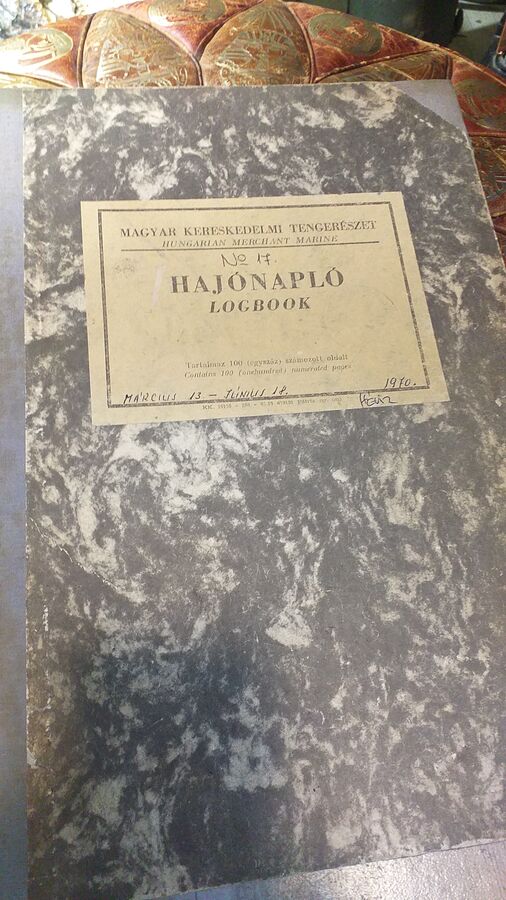 MAGYAR KERESKEDELMI TENGERÉSZET
HUNGARIAN MERCHANT MARINE
No 17.
HAJÓNAPLÓ
LOGBOOK
Tartalmaz 100 (egyszáz) számozott oldalt
Contains 100 (onehundred) numerated pages
MÁRCIUS 13 – JÚNIUS 18. 1970.